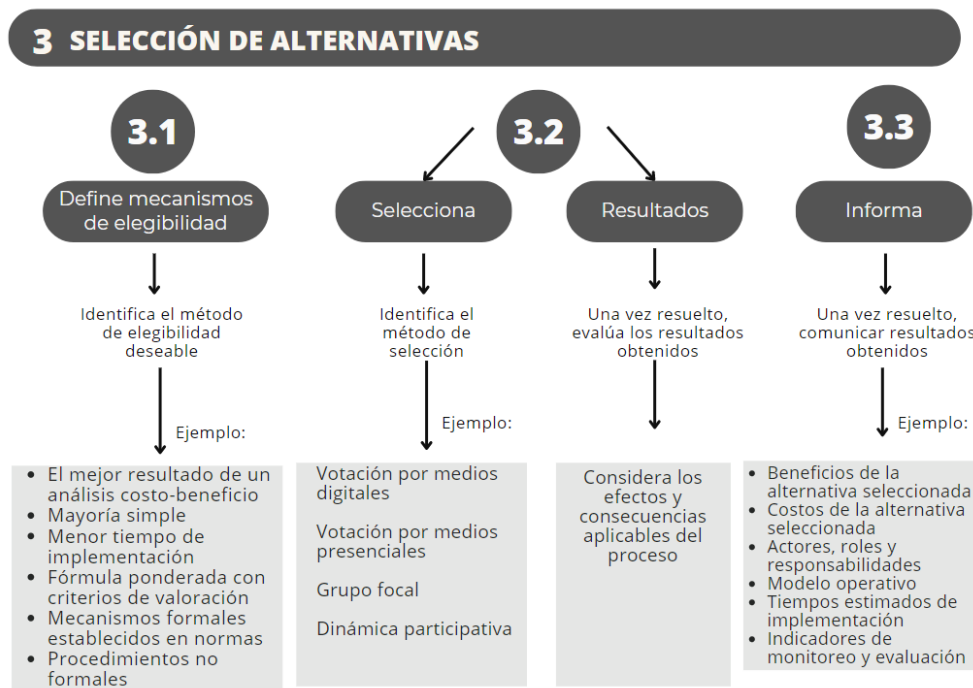 3 SELECCIÓN DE ALTERNATIVAS
3.1
Define mecanismos
de elegibilidad
Identifica el método
de elegibilidad
deseable
Ejemplo:
• El mejor resultado de un
análisis costo-beneficio
• Mayoría simple
• Menor tiempo de
implementación
• Fórmula ponderada con
criterios de valoración
• Mecanismos formales
establecidos en normas
• Procedimientos no
formales
3.2
Selecciona
Identifica el
método de
selección
Ejemplo:
Votación por medios
digitales
Votación por medios
presenciales
Grupo focal
Dinámica participativa
Resultados
Una vez resuelto,
evalúa los resultados
obtenidos
Considera los
efectos y
consecuencias
aplicables del
proceso
3.3
Informa
Una vez resuelto,
comunicar resultados
obtenidos
Ejemplo:
• Beneficios de la
alternativa seleccionada
• Costos de la alternativa
seleccionada
• Actores, roles y
responsabilidades
• Modelo operativo
• Tiempos estimados de
implementación
• Indicadores de
monitoreo y evaluación